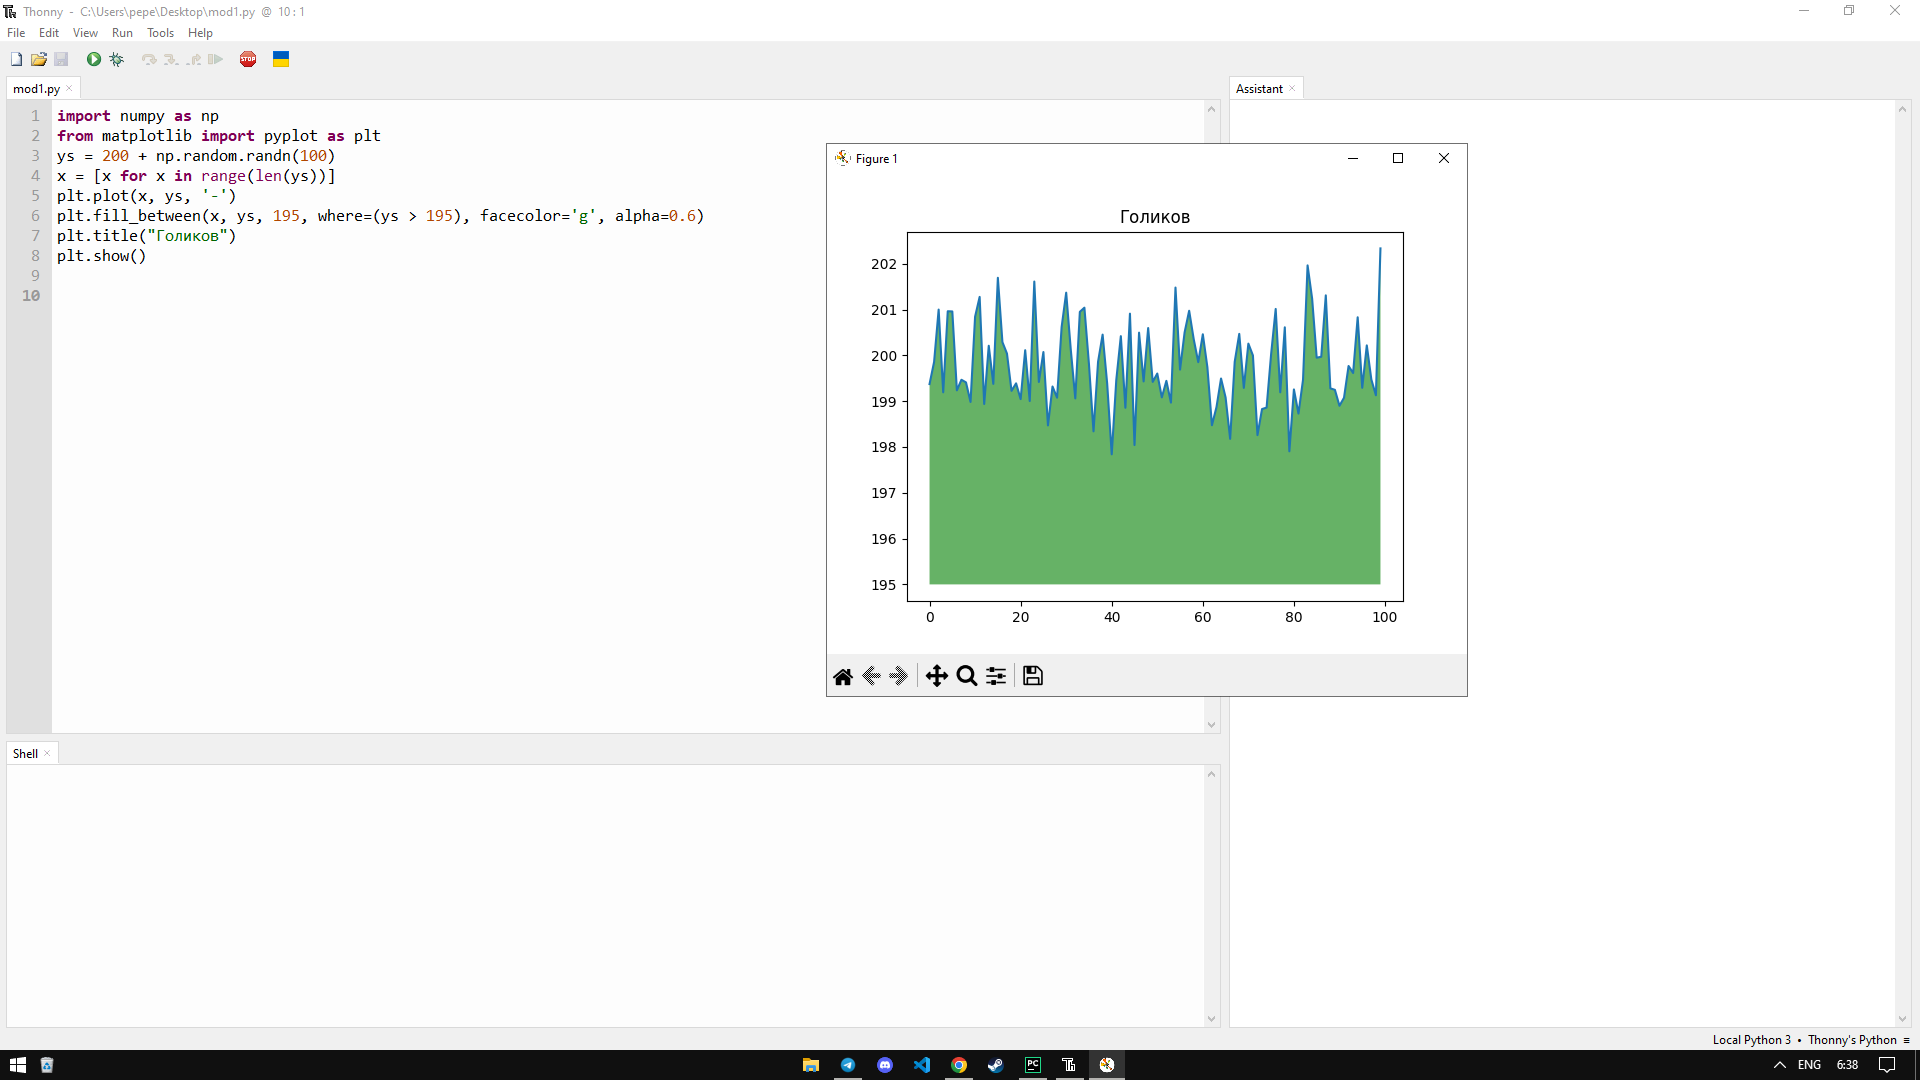 Thonny - C:\Users\pepe\Desktop\mod1.py @ 10:1
File Edit View Run Tools Help
STOP
mod1.py
Assistant
1 import numpy as np
2 from matplotlib import pyplot as plt
3 ys = 200 + np.random.randn(100)
4 x = [x for x in range(len(ys))]
5 plt.plot(x, ys, '-')
6 plt.fill_between(x, ys, 195, where=(ys > 195), facecolor='g', alpha=0.6)
7 plt.title("Голиков")
8 plt.show()
9
10
Figure 1
Голиков
202
201
200
199
198
197
196
195
0 20 40 60 80 100
Shell
Local Python 3 • Thonny's Python ≡
PC
ENG 6:38